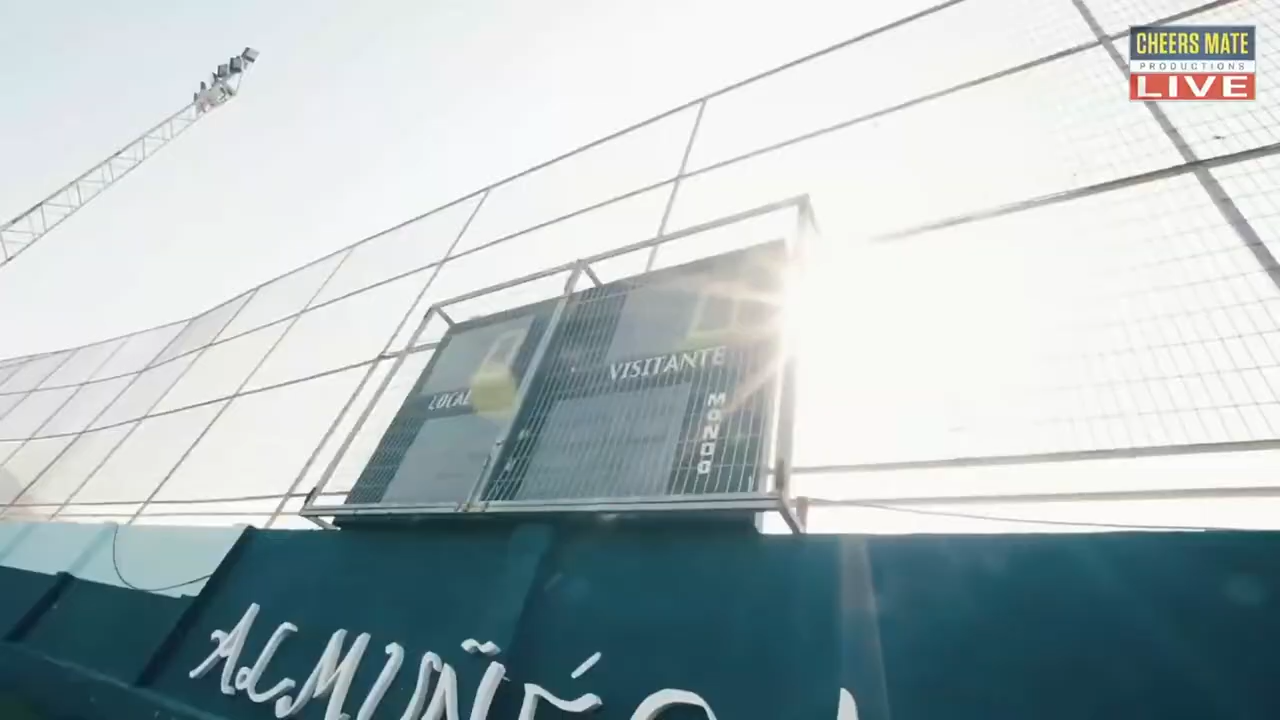 CHEERS MATE
PRODUCTIONS
LIVE
LOCAL
VISITANTE
MONDO